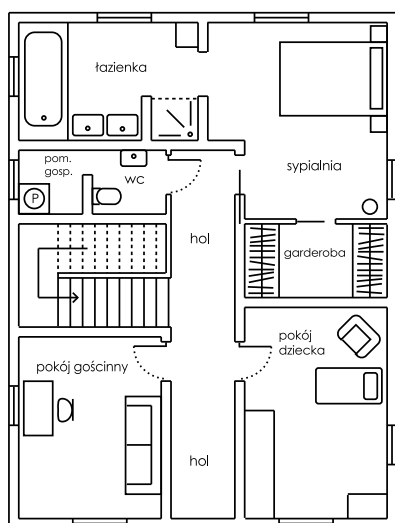 łazienka
pom.
gosp.
wc
sypialnia
P
hol
garderoba
pokój
dziecka
pokój gościnny
hol